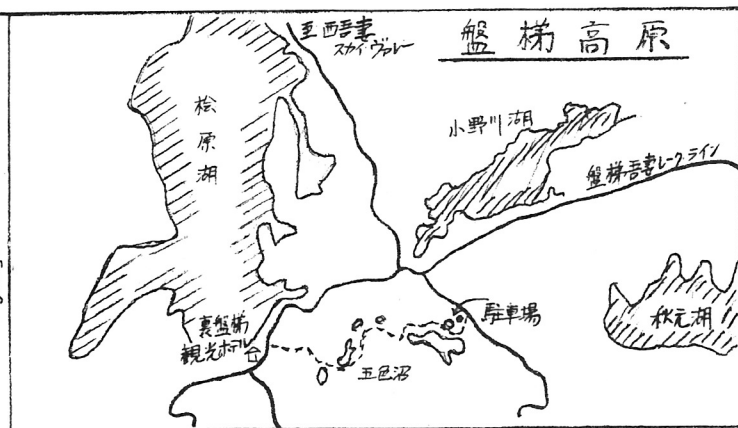 盤梯高原
至西吾妻
スカイ・ヴァレー
桧原湖
小野川湖
盤梯吾妻レーク・ライン
駐車場
秋元湖
裏盤梯
観光ホテル
五色沼